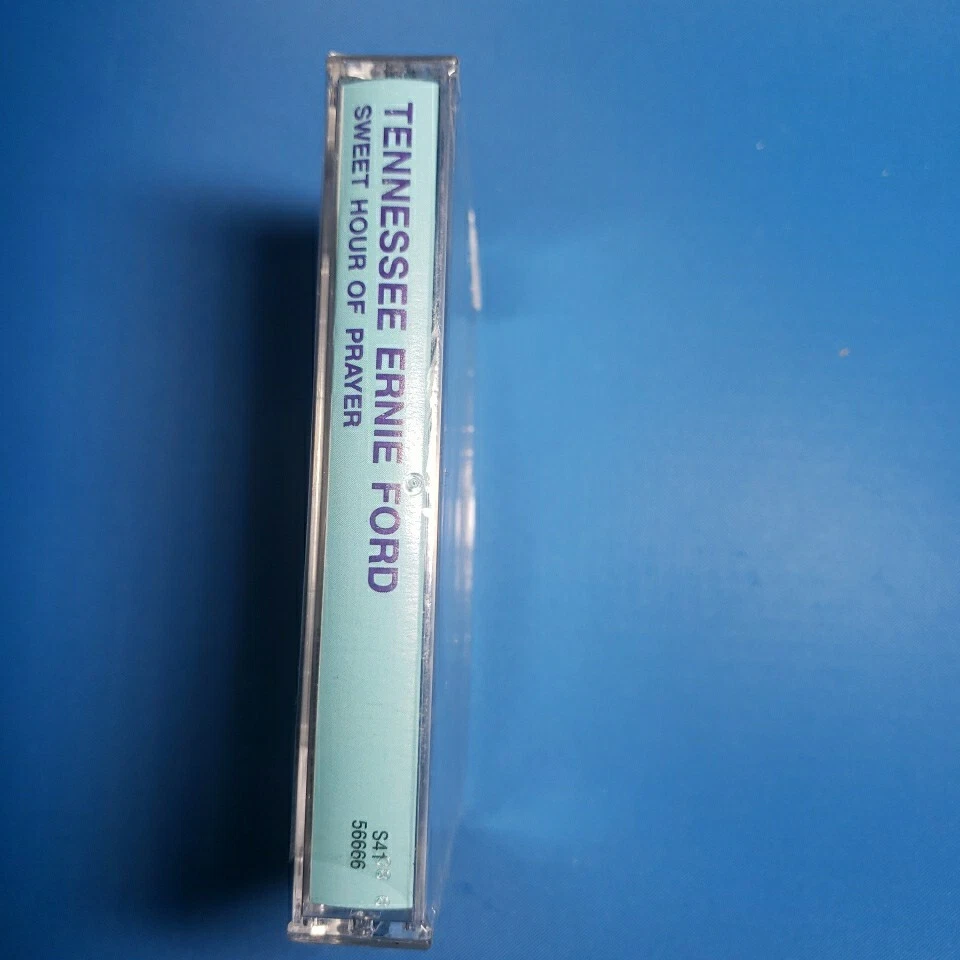 TENNESSEE ERNIE FORD
SWEET HOUR OF PRAYER
56666